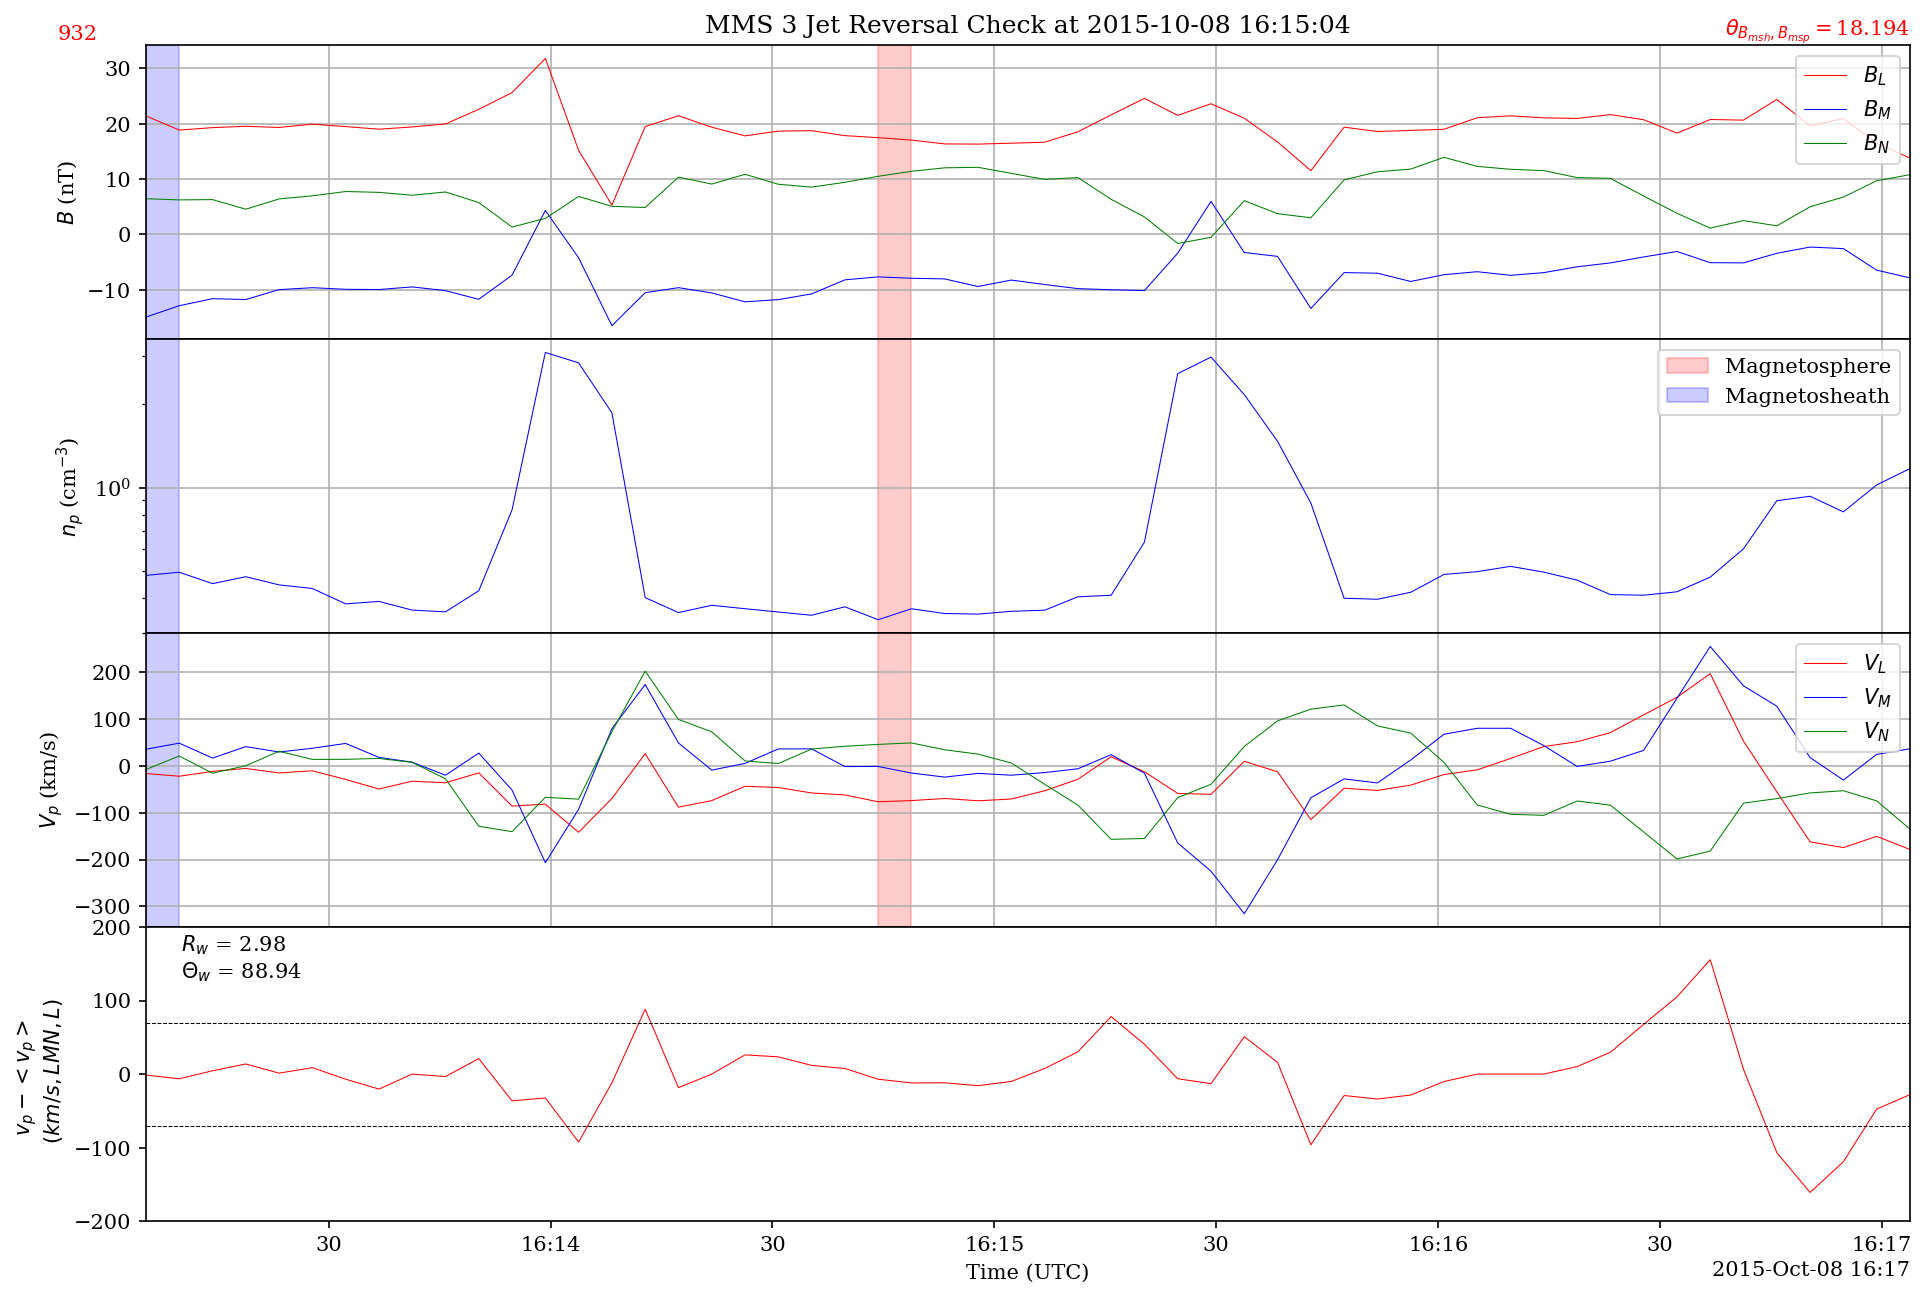 MMS 3 Jet Reversal Check at 2015-10-08 16:15:04
932
θ_{B_{msh}, B_{msp}} = 18.194
30
20
10
0
−10
B (nT)
B_L
B_M
B_N
10^0
n_p (cm^{−3})
Magnetosphere
Magnetosheath
200
100
0
−100
−200
−300
V_p (km/s)
V_L
V_M
V_N
200
100
0
−100
−200
v_p − < v_p >
(km/s, LMN, L)
R_w = 2.98
Θ_w = 88.94
30 16:14 30 16:15 30 16:16 30 16:17
Time (UTC)
2015-Oct-08 16:17